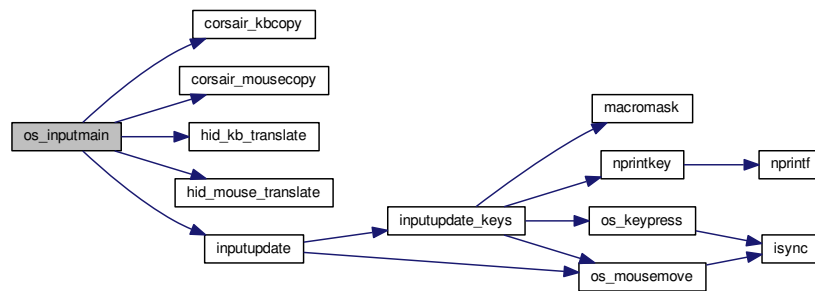 corsair_kbcopy
corsair_mousecopy
macromask
os_inputmain
hid_kb_translate
nprintkey
nprintf
hid_mouse_translate
inputupdate_keys
os_keypress
inputupdate
isync
os_mousemove